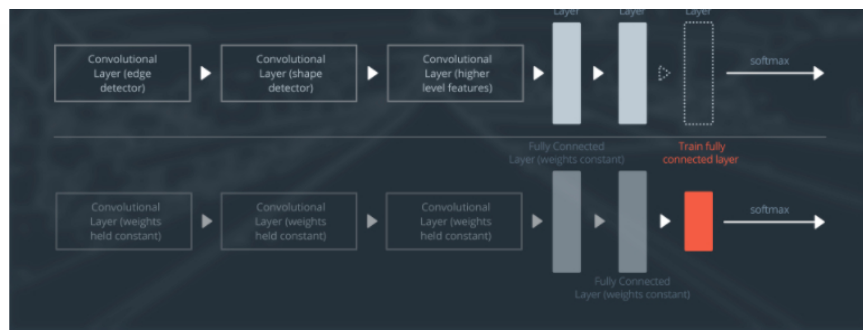 Layer
Layer
Layer
Convolutional
Layer (edge
detector)
Convolutional
Layer (shape
detector)
Convolutional
Layer (higher
level features)
softmax
Fully Connected
Layer (weights constant)
Train fully
connected layer
Convolutional
Layer (weights
held constant)
Convolutional
Layer (weights
held constant)
Convolutional
Layer (weights
held constant)
softmax
Fully Connected
Layer (weights constant)